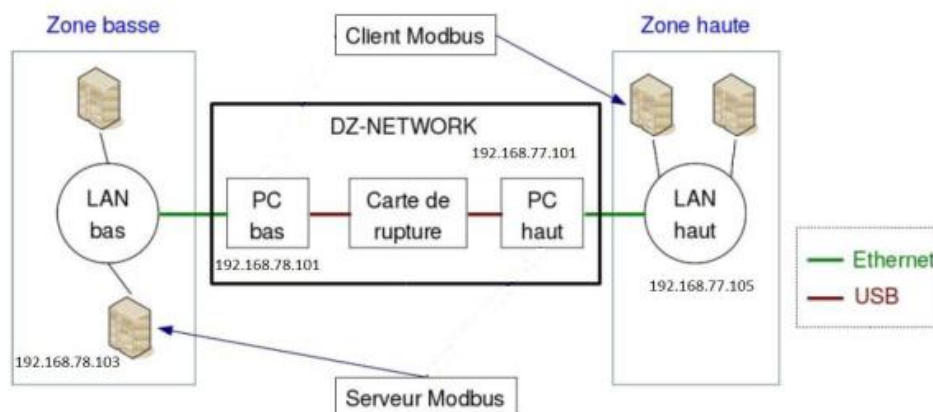 Zone basse
Client Modbus
Zone haute
DZ-NETWORK
192.168.77.101
LAN
bas
PC
bas
Carte de
rupture
PC
haut
LAN
haut
192.168.78.101
192.168.77.105
Ethernet
USB
192.168.78.103
Serveur Modbus